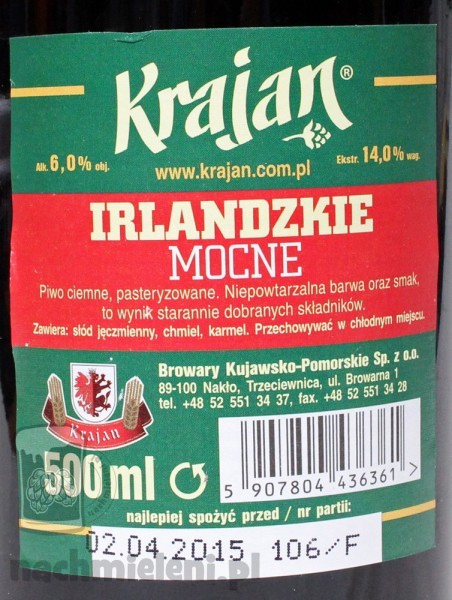 Krajan®
Alk. 6,0% obj.
Ekstr. 14,0% wag.
www.krajan.com.pl
IRLANDZKIE
MOCNE
Piwo ciemne, pasteryzowane. Niepowtarzalna barwa oraz smak,
to wynik starannie dobranych składników.
Zawiera: słód jęczmienny, chmiel, karmel. Przechowywać w chłodnym miejscu.
Browary Kujawsko-Pomorskie Sp. z o.o.
89-100 Nakło, Trzeciewnica, ul. Browarna 1
tel. +48 52 551 34 37, fax. +48 52 551 34 28
Krajan
500 ml
5 907804 436361 >
najlepiej spożyć przed / nr partii:
02.04.2015 106/F
nachmieleni.pl